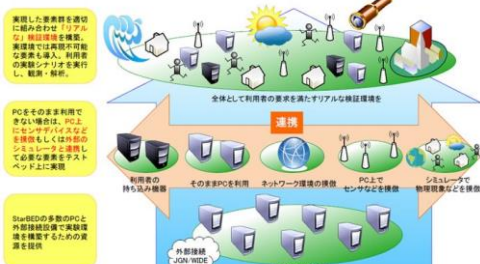 実現した要素群を適切
に組み合わせ「リアル
な」検証環境を構築。
実環境では再現不可能
な要素も導入。利用者
の実験シナリオを実行
し、観測・解析。
全体として利用者の要求を満たすリアルな検証環境を
連携
PCをそのまま利用で
きない場合は、PC上
にセンサデバイスなど
を模倣もしくは外部の
シミュレータと連携し
て必要な要素をテスト
ベッド上に実現
利用者の
持ち込み機器
そのままPCを利用
ネットワーク環境の模倣
PC上で
センサなどを模倣
シミュレータで
物理現象などを模倣
StarBEDの多数のPCと
外部接続設備で実験環
境を構築するための資
源を提供
外部接続
JGN/WIDE